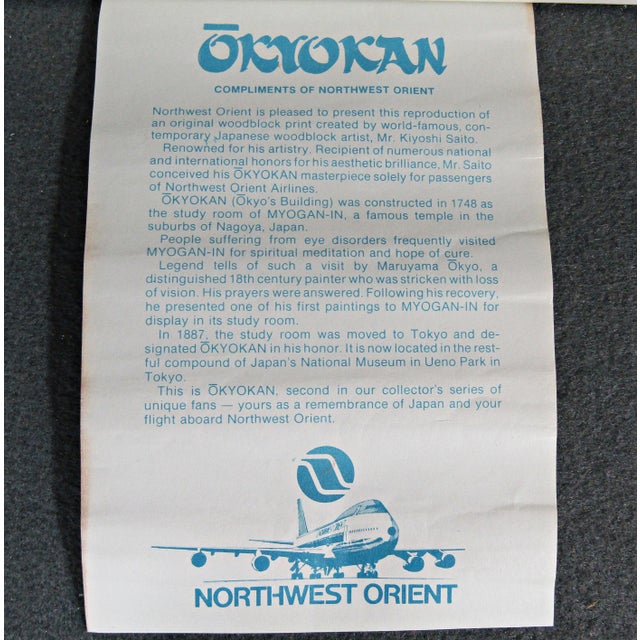 ŌKYOKAN
COMPLIMENTS OF NORTHWEST ORIENT
Northwest Orient is pleased to present this reproduction of
an original woodblock print created by world-famous, con-
temporary Japanese woodblock artist, Mr. Kiyoshi Saito.
Renowned for his artistry. Recipient of numerous national
and international honors for his aesthetic brilliance, Mr. Saito
conceived his ŌKYOKAN masterpiece solely for passengers
of Northwest Orient Airlines.
ŌKYOKAN (Ōkyo's Building) was constructed in 1748 as
the study room of MYOGAN-IN, a famous temple in the
suburbs of Nagoya, Japan.
People suffering from eye disorders frequently visited
MYOGAN-IN for spiritual meditation and hope of cure.
Legend tells of such a visit by Maruyama Ōkyo, a
distinguished 18th century painter who was stricken with loss
of vision. His prayers were answered. Following his recovery,
he presented one of his first paintings to MYOGAN-IN for
display in its study room.
In 1887, the study room was moved to Tokyo and de-
signated ŌKYOKAN in his honor. It is now located in the rest-
ful compound of Japan's National Museum in Ueno Park in
Tokyo.
This is ŌKYOKAN, second in our collector's series of
unique fans — yours as a remembrance of Japan and your
flight aboard Northwest Orient.
NORTHWEST ORIENT